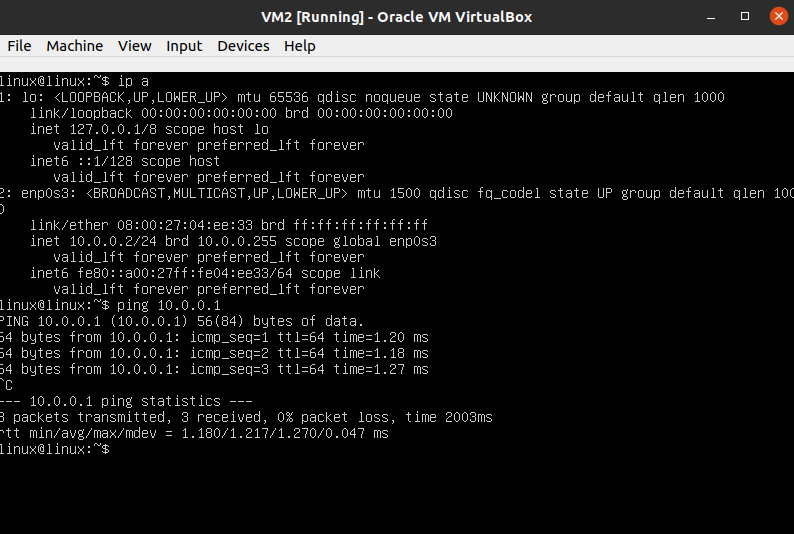 VM2 [Running] - Oracle VM VirtualBox
File Machine View Input Devices Help
linux@linux:~$ ip a
1: lo: <LOOPBACK,UP,LOWER_UP> mtu 65536 qdisc noqueue state UNKNOWN group default qlen 1000
    link/loopback 00:00:00:00:00:00 brd 00:00:00:00:00:00
    inet 127.0.0.1/8 scope host lo
       valid_lft forever preferred_lft forever
    inet6 ::1/128 scope host
       valid_lft forever preferred_lft forever
2: enp0s3: <BROADCAST,MULTICAST,UP,LOWER_UP> mtu 1500 qdisc fq_codel state UP group default qlen 100
0
    link/ether 08:00:27:04:ee:33 brd ff:ff:ff:ff:ff:ff
    inet 10.0.0.2/24 brd 10.0.0.255 scope global enp0s3
       valid_lft forever preferred_lft forever
    inet6 fe80::a00:27ff:fe04:ee33/64 scope link
       valid_lft forever preferred_lft forever
linux@linux:~$ ping 10.0.0.1
PING 10.0.0.1 (10.0.0.1) 56(84) bytes of data.
64 bytes from 10.0.0.1: icmp_seq=1 ttl=64 time=1.20 ms
64 bytes from 10.0.0.1: icmp_seq=2 ttl=64 time=1.18 ms
64 bytes from 10.0.0.1: icmp_seq=3 ttl=64 time=1.27 ms
^C
--- 10.0.0.1 ping statistics ---
3 packets transmitted, 3 received, 0% packet loss, time 2003ms
rtt min/avg/max/mdev = 1.180/1.217/1.270/0.047 ms
linux@linux:~$